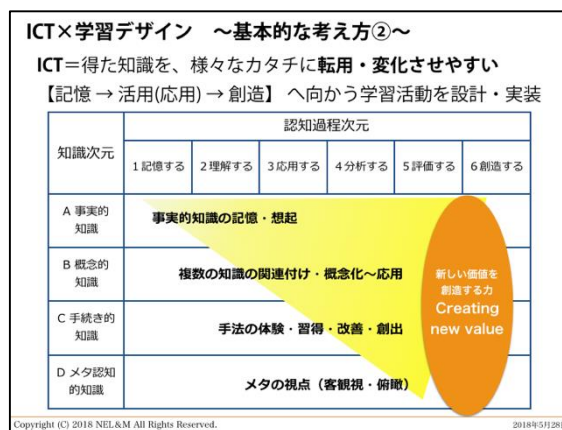 ICT×学習デザイン　～基本的な考え方②～
ICT＝得た知識を、様々なカタチに転用・変化させやすい
【記憶 → 活用(応用) → 創造】 へ向かう学習活動を設計・実装
知識次元
認知過程次元
1記憶する 2理解する 3応用する 4分析する 5評価する 6創造する
A 事実的
知識
事実的知識の記憶・想起
B 概念的
知識
複数の知識の関連付け・概念化～応用
C 手続き的
知識
手法の体験・習得・改善・創出
D メタ認知
的知識
メタの視点（客観視・俯瞰）
新しい価値を
創造する力
Creating
new value
Copyright (C) 2018 NEL&M All Rights Reserved.
2018年5月28日